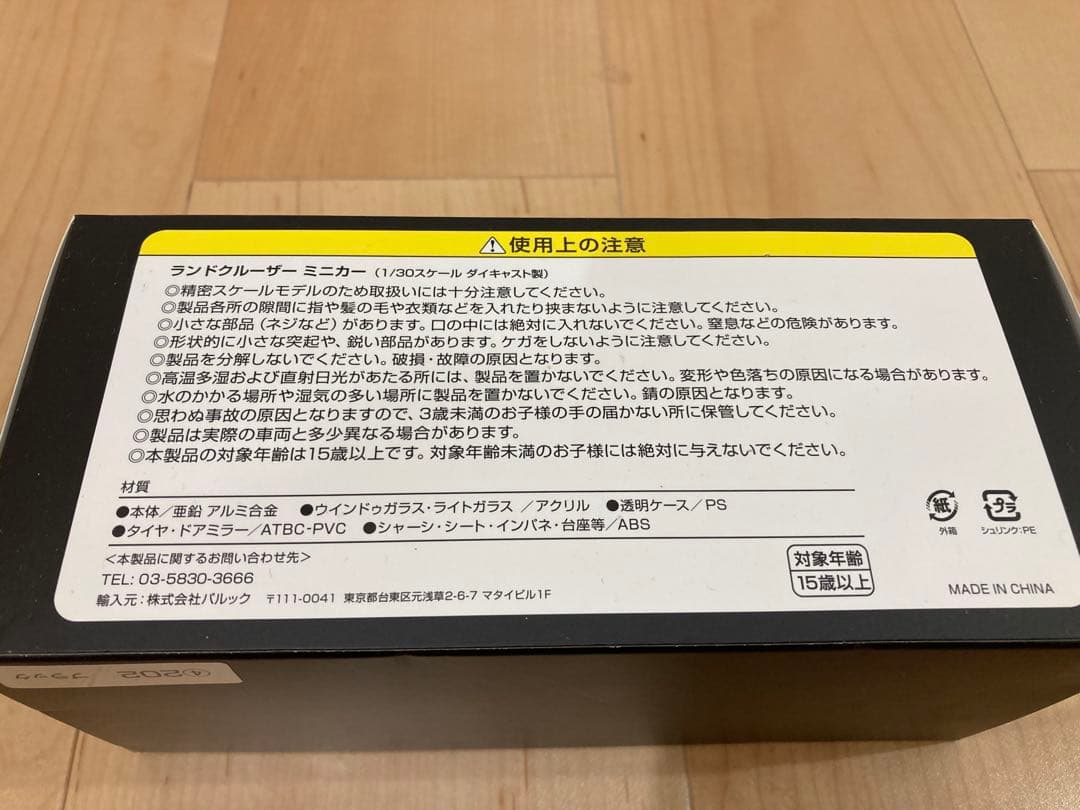 ⚠使用上の注意
ランドクルーザー ミニカー（1/30スケール ダイキャスト製）
◎精密スケールモデルのため取扱いには十分注意してください。
◎製品各所の隙間に指や髪の毛や衣類などを入れたり挟まないように注意してください。
◎小さな部品（ネジなど）があります。口の中には絶対に入れないでください。窒息などの危険があります。
◎形状的に小さな突起や、鋭い部品があります。ケガをしないように注意してください。
◎製品を分解しないでください。破損・故障の原因となります。
◎高温多湿および直射日光があたる所には、製品を置かないでください。変形や色落ちの原因になる場合があります。
◎水のかかる場所や湿気の多い場所に製品を置かないでください。錆の原因となります。
◎思わぬ事故の原因となりますので、3歳未満のお子様の手の届かない所に保管してください。
◎製品は実際の車両と多少異なる場合があります。
◎本製品の対象年齢は15歳以上です。対象年齢未満のお子様には絶対に与えないでください。
材質
●本体／亜鉛 アルミ合金 ●ウインドゥガラス・ライトガラス ／アクリル ●透明ケース／PS
●タイヤ・ドアミラー／ATBC-PVC ●シャーシ・シート・インパネ・台座等／ABS
紙
外箱
プラ
シュリンク:PE
＜本製品に関するお問い合わせ先＞
TEL: 03-5830-3666
輸入元：株式会社バルック 〒111-0041 東京都台東区元浅草2-6-7 マタイビル1F
対象年齢
15歳以上
MADE IN CHINA
④202 ブラック